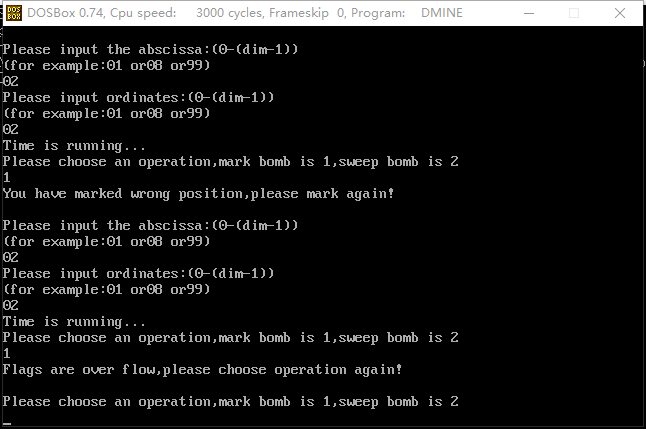 DOSBox 0.74, Cpu speed: 3000 cycles, Frameskip 0, Program: DMINE
Please input the abscissa:(0-(dim-1))
(for example:01 or08 or99)
02
Please input ordinates:(0-(dim-1))
(for example:01 or08 or99)
02
Time is running...
Please choose an operation,mark bomb is 1,sweep bomb is 2
1
You have marked wrong position,please mark again!
Please input the abscissa:(0-(dim-1))
(for example:01 or08 or99)
02
Please input ordinates:(0-(dim-1))
(for example:01 or08 or99)
02
Time is running...
Please choose an operation,mark bomb is 1,sweep bomb is 2
1
Flags are over flow,please choose operation again!
Please choose an operation,mark bomb is 1,sweep bomb is 2